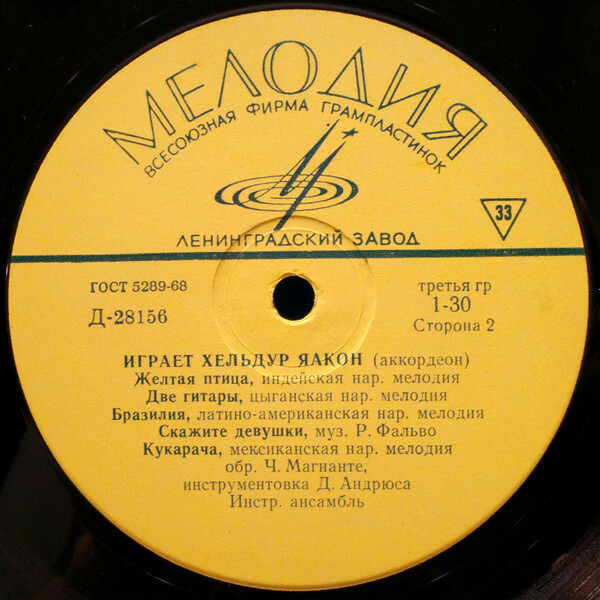 МЕЛОДИЯ
ВСЕСОЮЗНАЯ ФИРМА ГРАМПЛАСТИНОК
33
ЛЕНИНГРАДСКИЙ ЗАВОД
ГОСТ 5289-68
третья гр
Д-28156
1-30
Сторона 2
ИГРАЕТ ХЕЛЬДУР ЯАКОН (аккордеон)
Желтая птица, индейская нар. мелодия
Две гитары, цыганская нар. мелодия
Бразилия, латино-американская нар. мелодия
Скажите девушки, муз. Р. Фальво
Кукарача, мексиканская нар. мелодия
обр. Ч. Магнанте,
инструментовка Д. Андрюса
Инстр. ансамбль